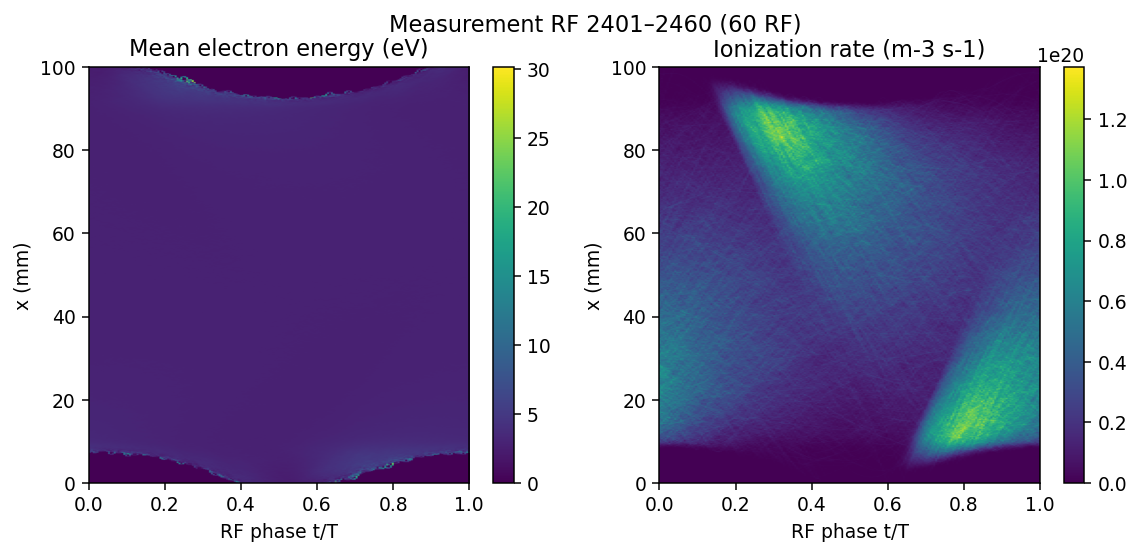 Measurement RF 2401–2460 (60 RF)
Mean electron energy (eV)
Ionization rate (m-3 s-1)
1e20
100
80
60
40
20
0
x (mm)
0.0 0.2 0.4 0.6 0.8 1.0
RF phase t/T
30
25
20
15
10
5
0
100
80
60
40
20
0
x (mm)
0.0 0.2 0.4 0.6 0.8 1.0
RF phase t/T
1.2
1.0
0.8
0.6
0.4
0.2
0.0